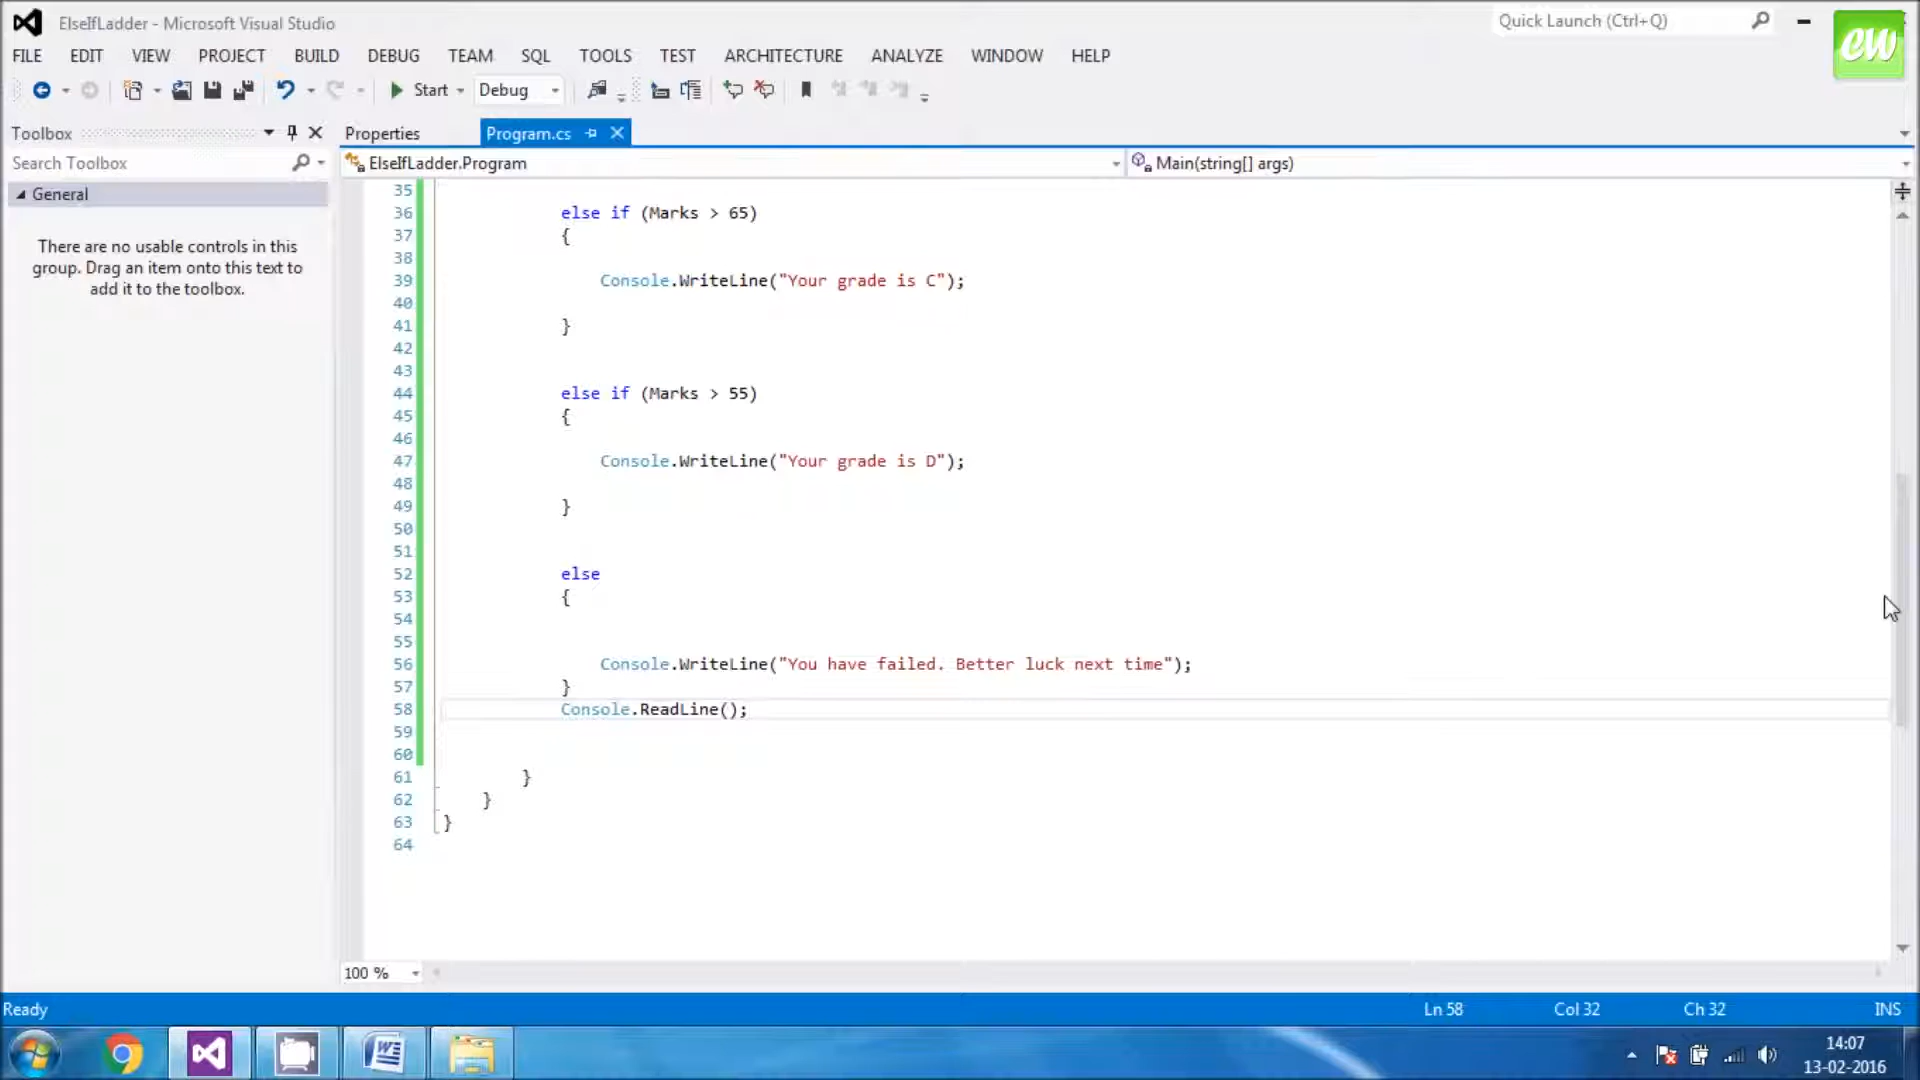 ElseIfLadder - Microsoft Visual Studio
Quick Launch (Ctrl+Q)
cw
FILE EDIT VIEW PROJECT BUILD DEBUG TEAM SQL TOOLS TEST ARCHITECTURE ANALYZE WINDOW HELP
Start Debug
Toolbox
Properties Program.cs
Search Toolbox
ElseIfLadder.Program
Main(string[] args)
General
There are no usable controls in this
group. Drag an item onto this text to
add it to the toolbox.
35
36 else if (Marks > 65)
37 {
38
39 Console.WriteLine("Your grade is C");
40
41 }
42
43
44 else if (Marks > 55)
45 {
46
47 Console.WriteLine("Your grade is D");
48
49 }
50
51
52 else
53 {
54
55
56 Console.WriteLine("You have failed. Better luck next time");
57 }
58 Console.ReadLine();
59
60
61 }
62 }
63 }
64
100 %
Ready Ln 58 Col 32 Ch 32 INS
14:07
13-02-2016